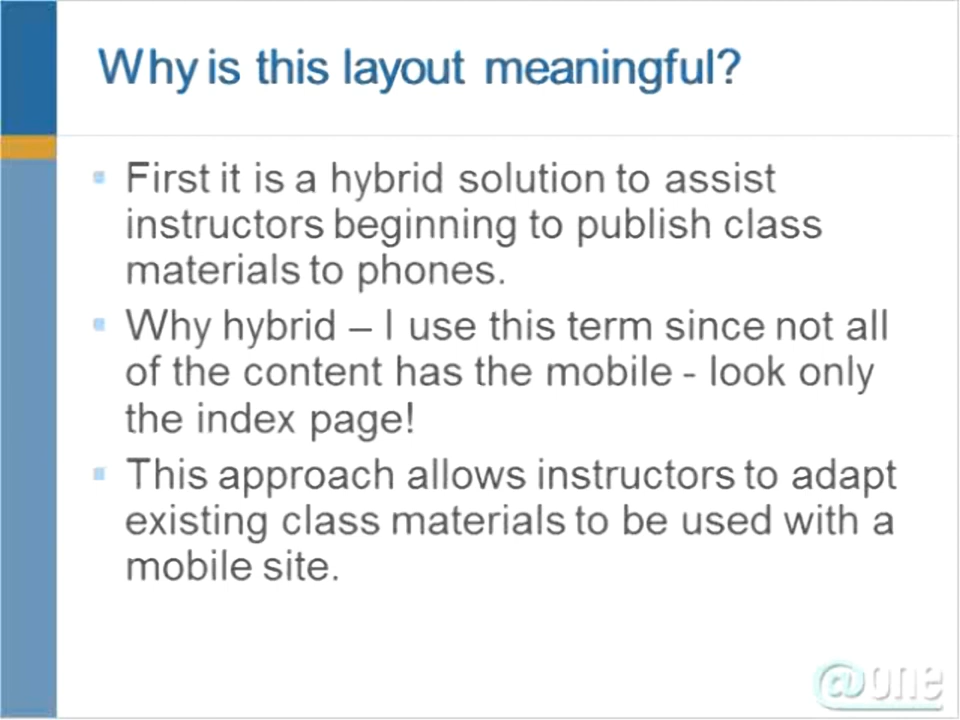 Why is this layout meaningful?
First it is a hybrid solution to assist
instructors beginning to publish class
materials to phones.
Why hybrid – I use this term since not all
of the content has the mobile - look only
the index page!
This approach allows instructors to adapt
existing class materials to be used with a
mobile site.
@one